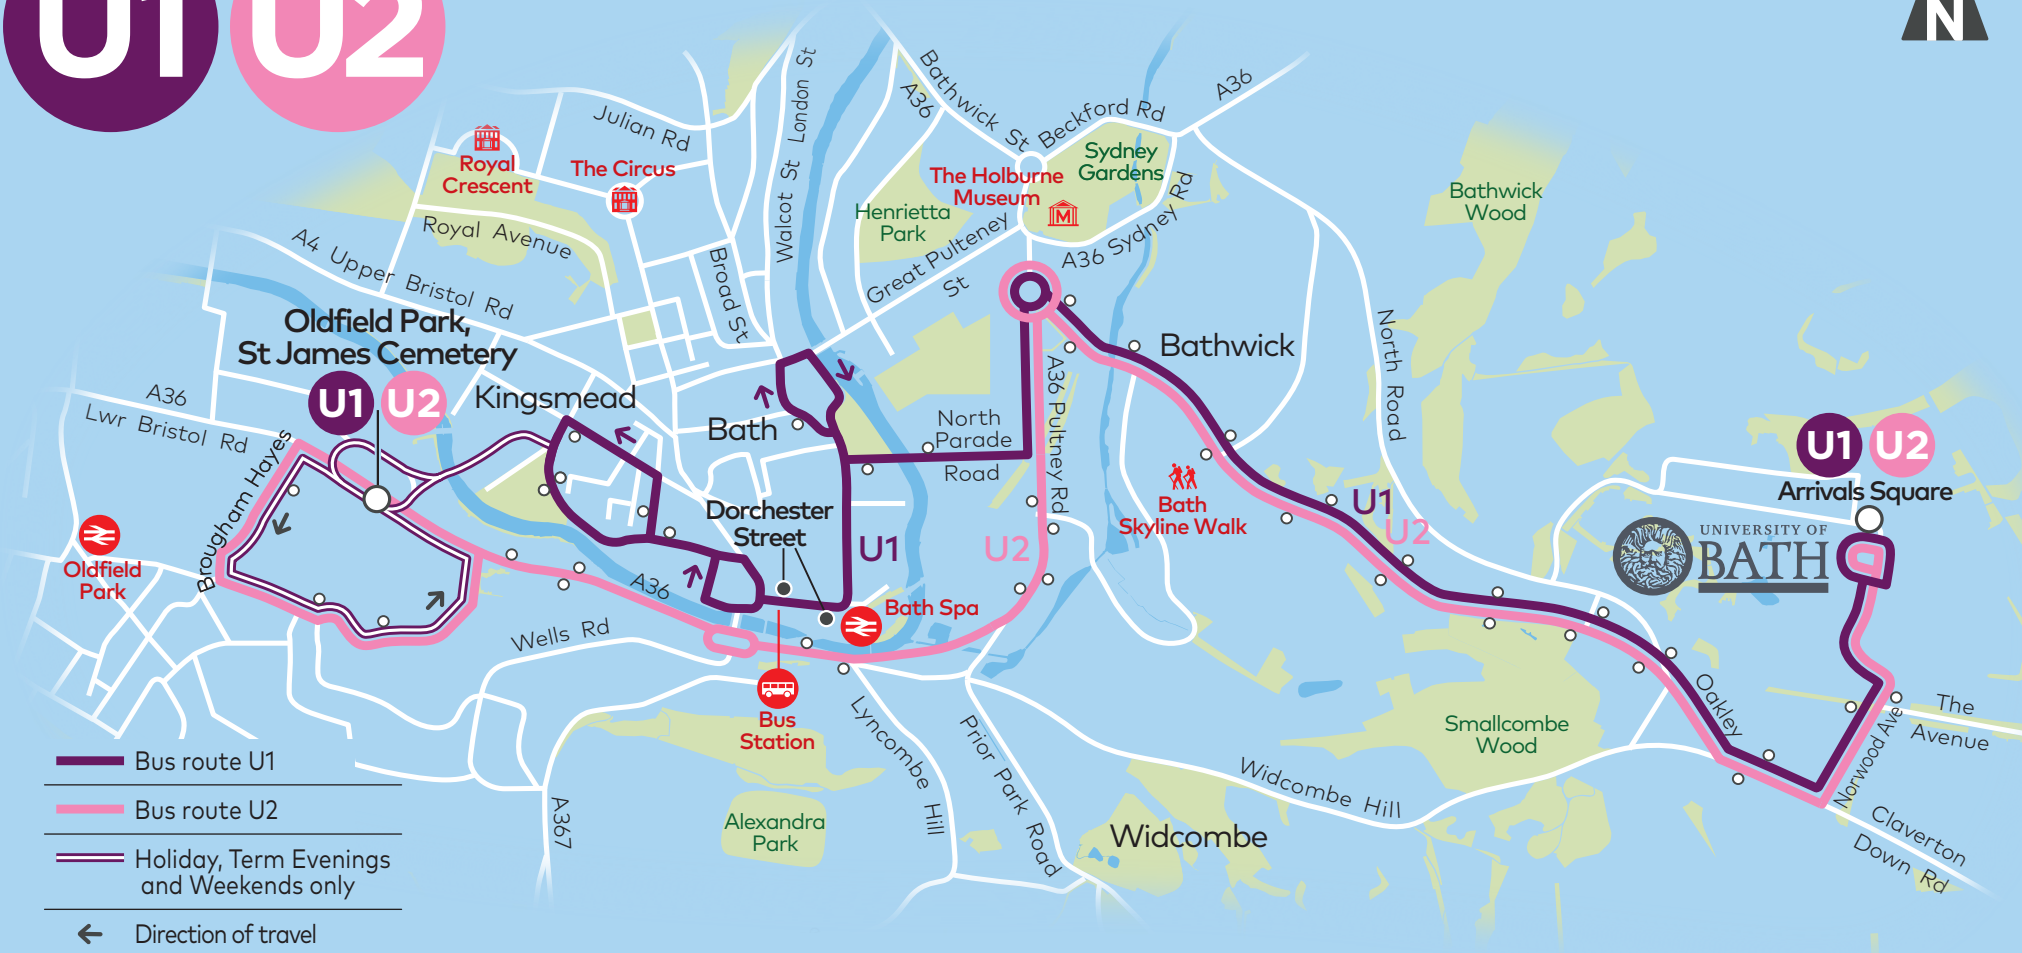 U1 U2
N
Bathwick St
A36
Beckford Rd
A36
Julian Rd
London St
Walcot St
Royal
Crescent
The Circus
The Holburne
Museum
Sydney
Gardens
Bathwick
Wood
Henrietta
Park
Royal Avenue
A4 Upper Bristol Rd
Broad St
Great Pulteney
St
A36 Sydney Rd
Oldfield Park,
St James Cemetery
U1 U2
Kingsmead
Bath
Bathwick
North Road
A36
Lwr Bristol Rd
Brougham Hayes
North
Parade
Road
A36 Pultney Rd
Bath
Skyline Walk
U1
U2
U1 U2
Arrivals Square
UNIVERSITY OF
BATH
Dorchester
Street
U1
U2
Oldfield
Park
A36
Wells Rd
Bath Spa
Bus
Station
Lyncombe Hill
Prior Park Road
Widcombe Hill
Smallcombe
Wood
Oakley
Norwood Ave
The
Avenue
Claverton
Down Rd
A367
Alexandra
Park
Widcombe
Bus route U1
Bus route U2
Holiday, Term Evenings
and Weekends only
Direction of travel
M